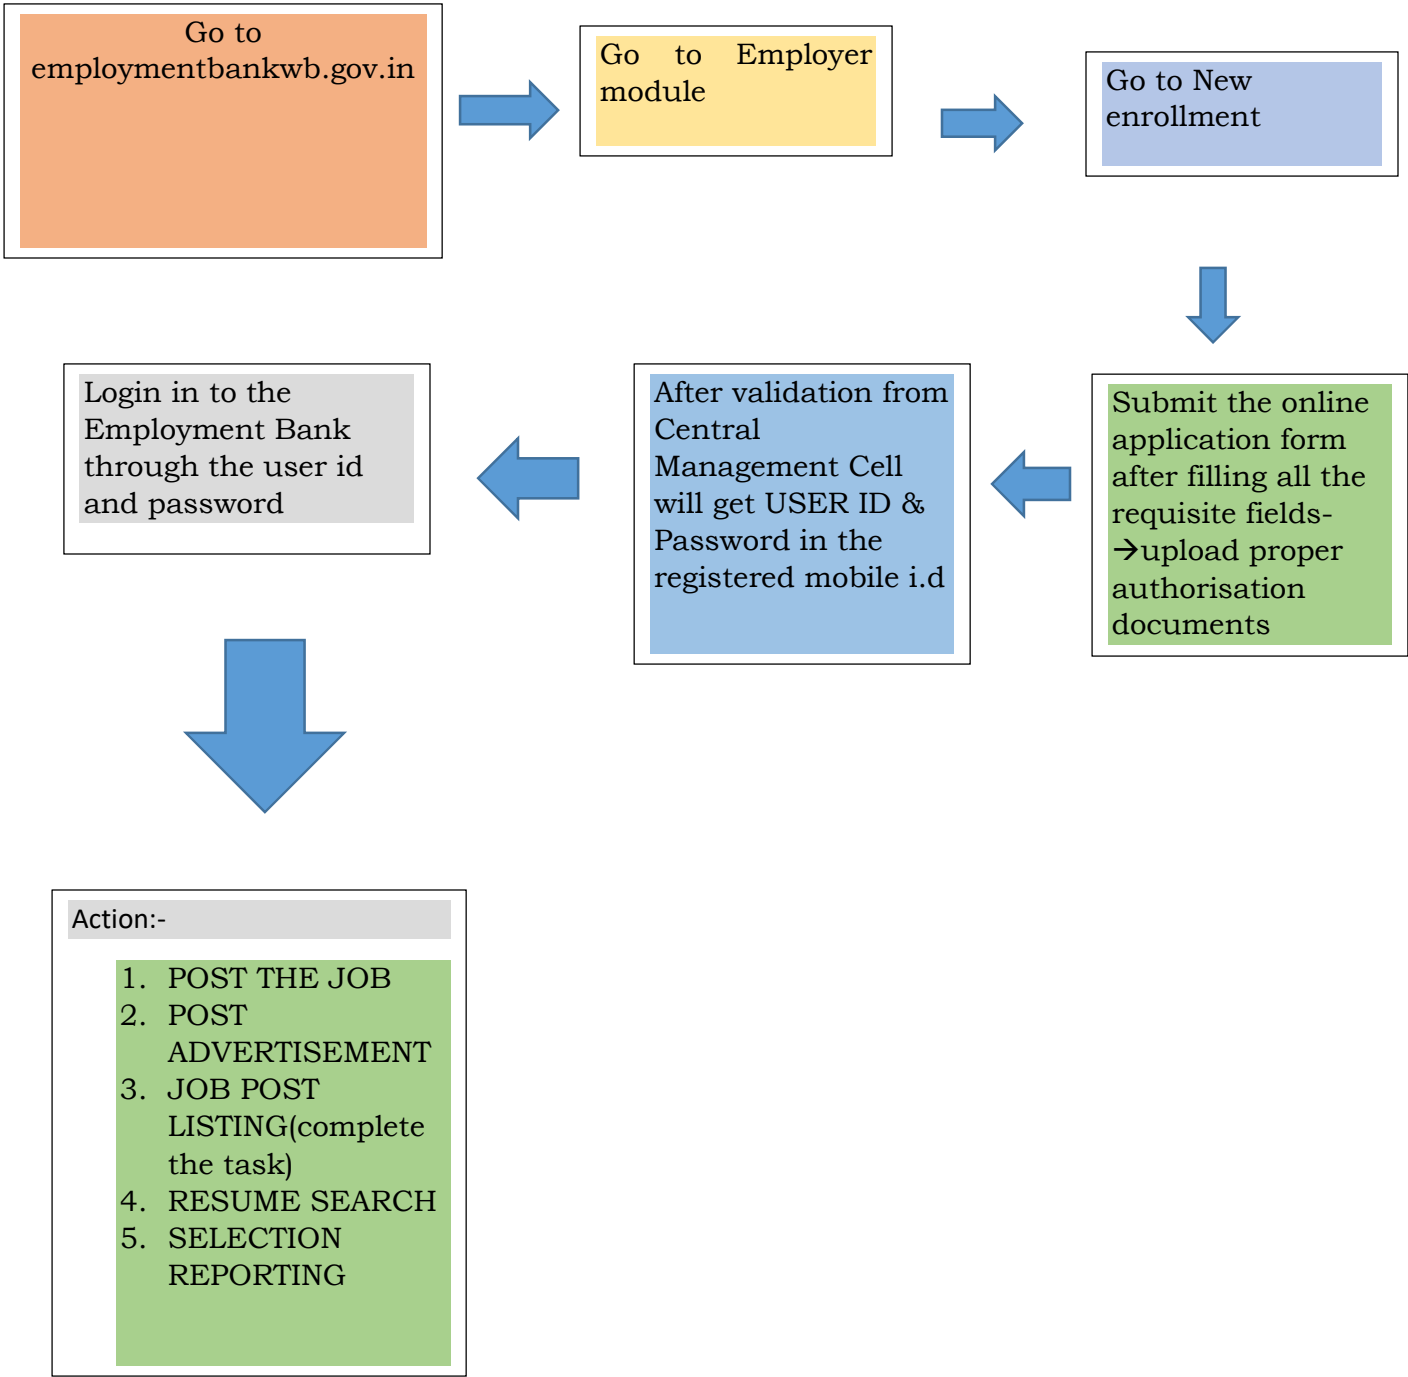 Go to
employmentbankwb.gov.in
Go to Employer
module
Go to New
enrollment
Submit the online
application form
after filling all the
requisite fields-
→upload proper
authorisation
documents
After validation from
Central
Management Cell
will get USER ID &
Password in the
registered mobile i.d
Login in to the
Employment Bank
through the user id
and password
Action:-
1. POST THE JOB
2. POST
ADVERTISEMENT
3. JOB POST
LISTING(complete
the task)
4. RESUME SEARCH
5. SELECTION
REPORTING